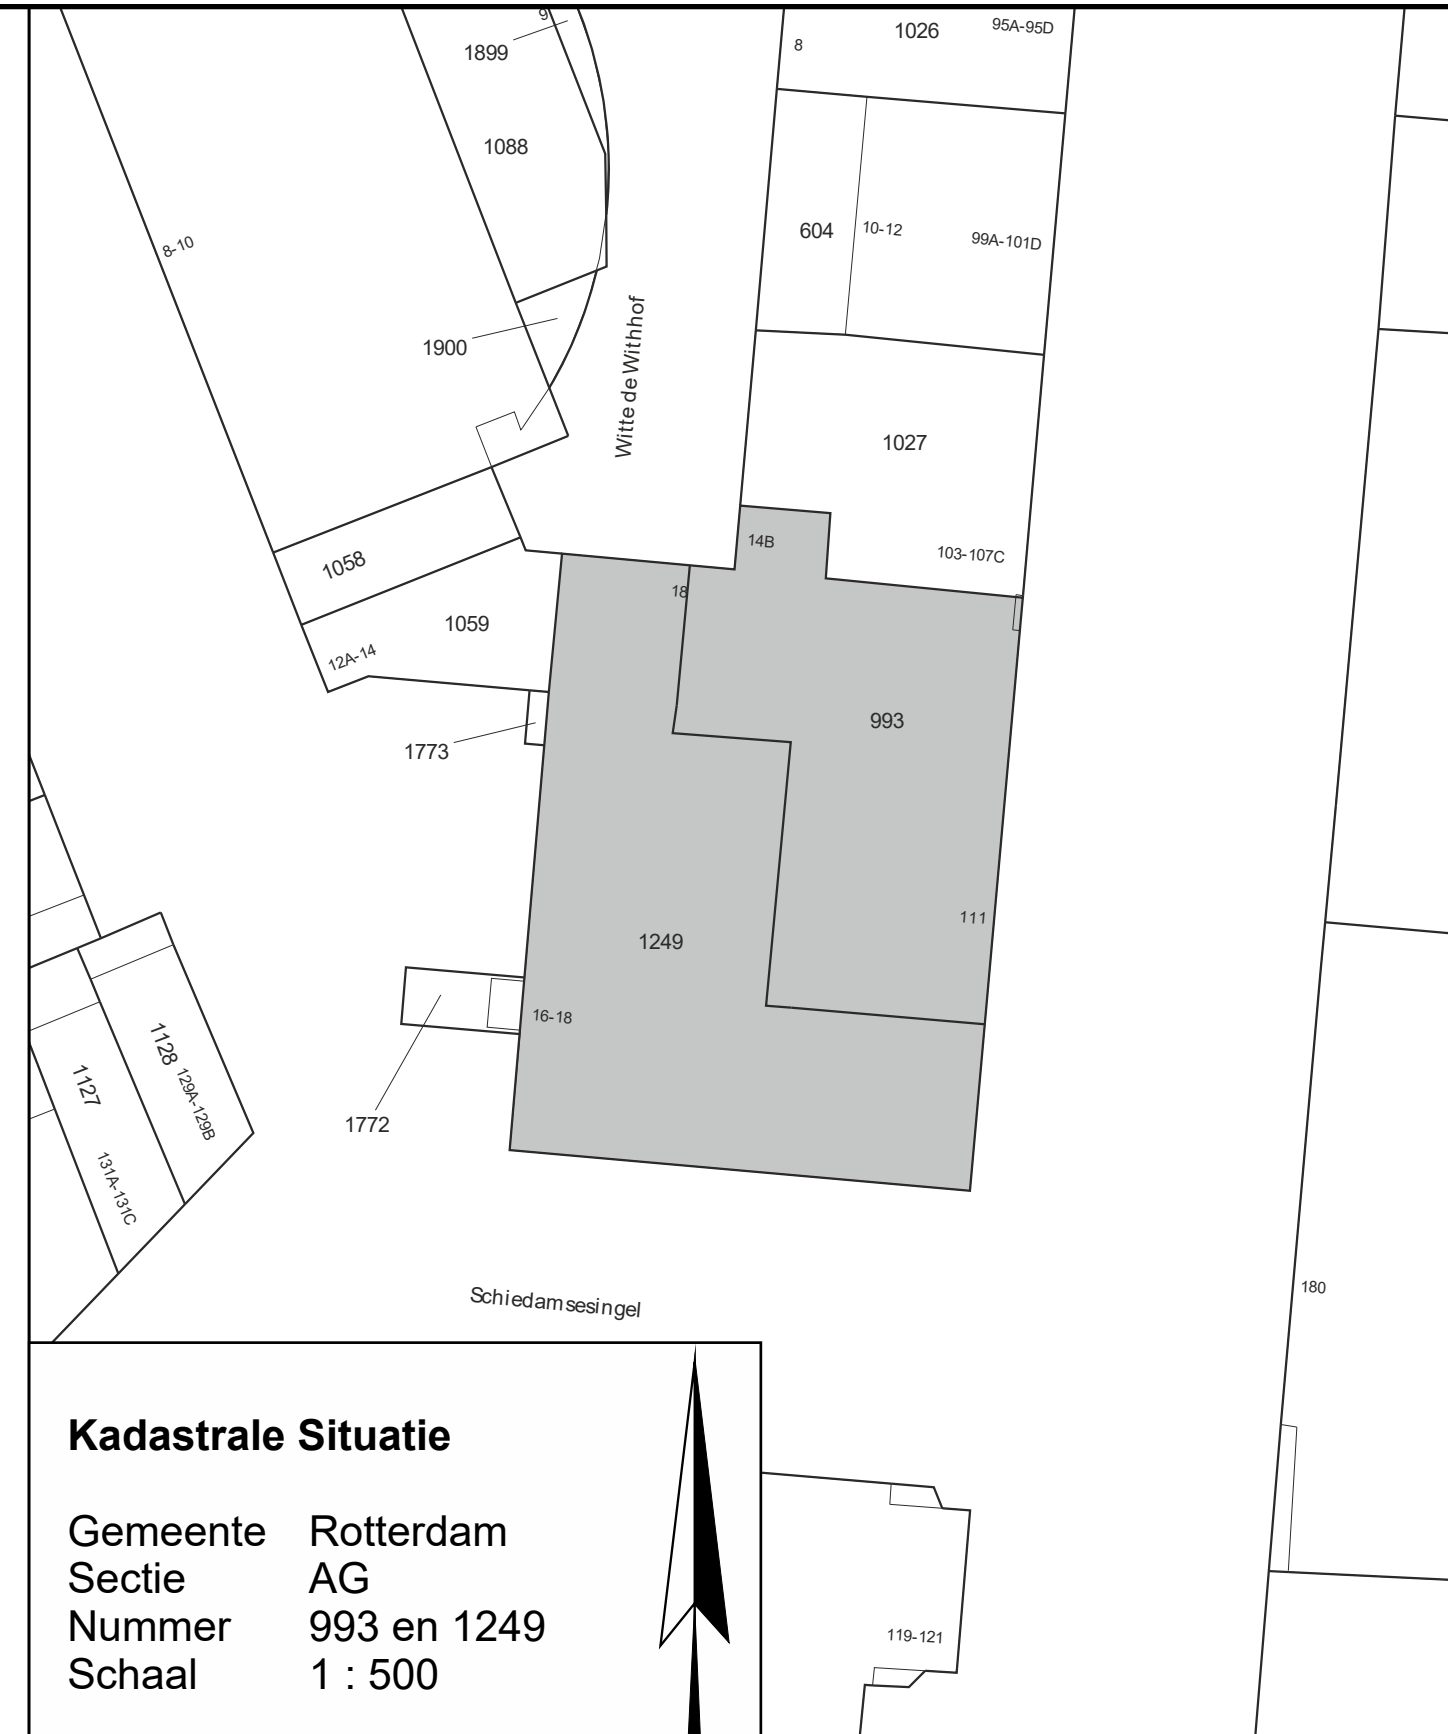 9
1899
1026
95A-95D
8
1088
604
10-12
99A-101D
8-10
1900
Witte de Withhof
1027
14B
103-107C
1058
18
1059
12A-14
993
1773
111
1249
16-18
1128
129A-129B
1127
1772
131A-131C
180
Schiedamsesingel
Kadastrale Situatie
Gemeente Rotterdam
Sectie AG
Nummer 993 en 1249
Schaal 1 : 500
119-121